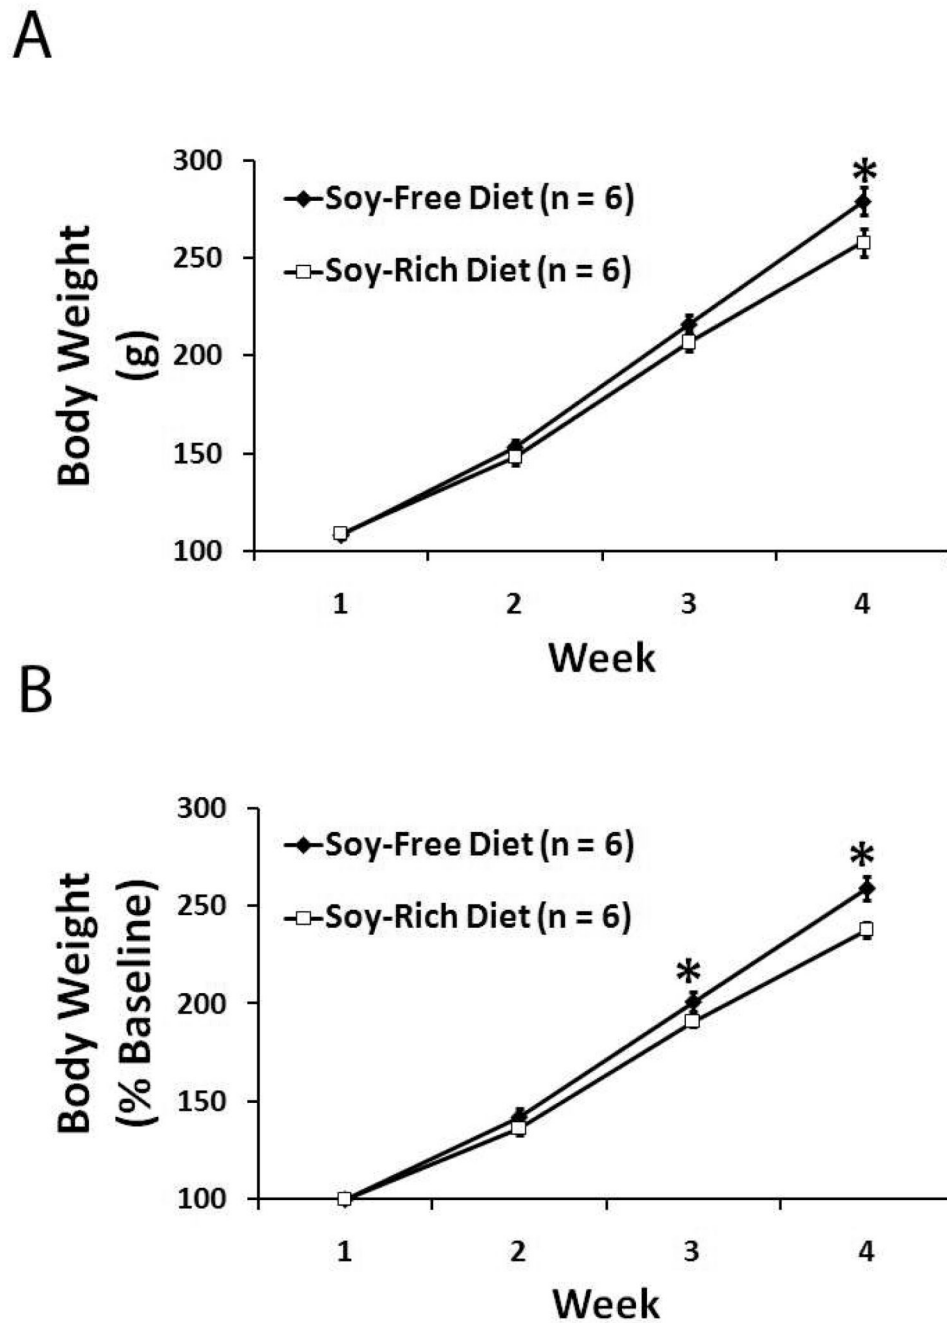 A
300
250
200
150
100
Body Weight
(g)
Soy-Free Diet (n = 6)
Soy-Rich Diet (n = 6)
*
1 2 3 4
Week
B
300
250
200
150
100
Body Weight
(% Baseline)
Soy-Free Diet (n = 6)
Soy-Rich Diet (n = 6)
*
*
1 2 3 4
Week